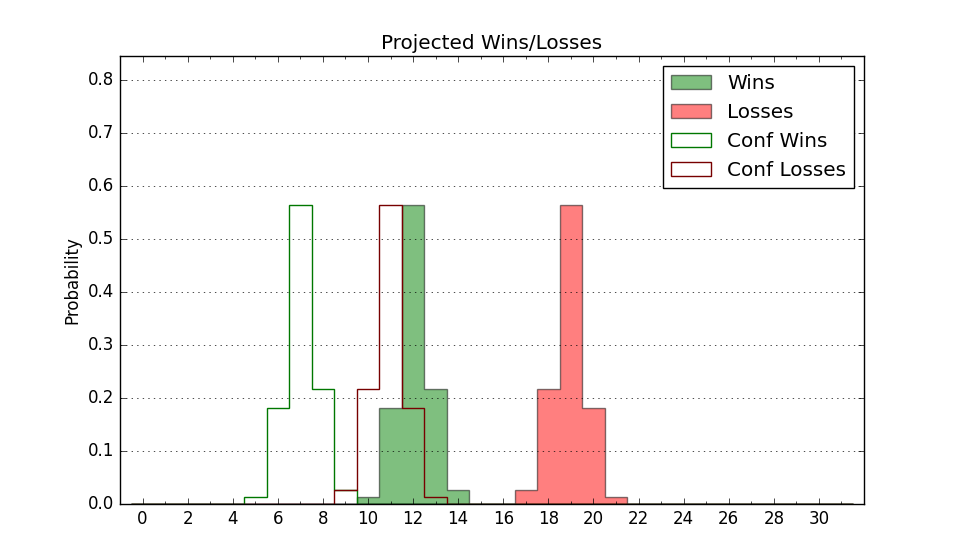 Projected Wins/Losses
Wins
Losses
Conf Wins
Conf Losses
Probability
0.8
0.7
0.6
0.5
0.4
0.3
0.2
0.1
0.0
0 2 4 6 8 10 12 14 16 18 20 22 24 26 28 30